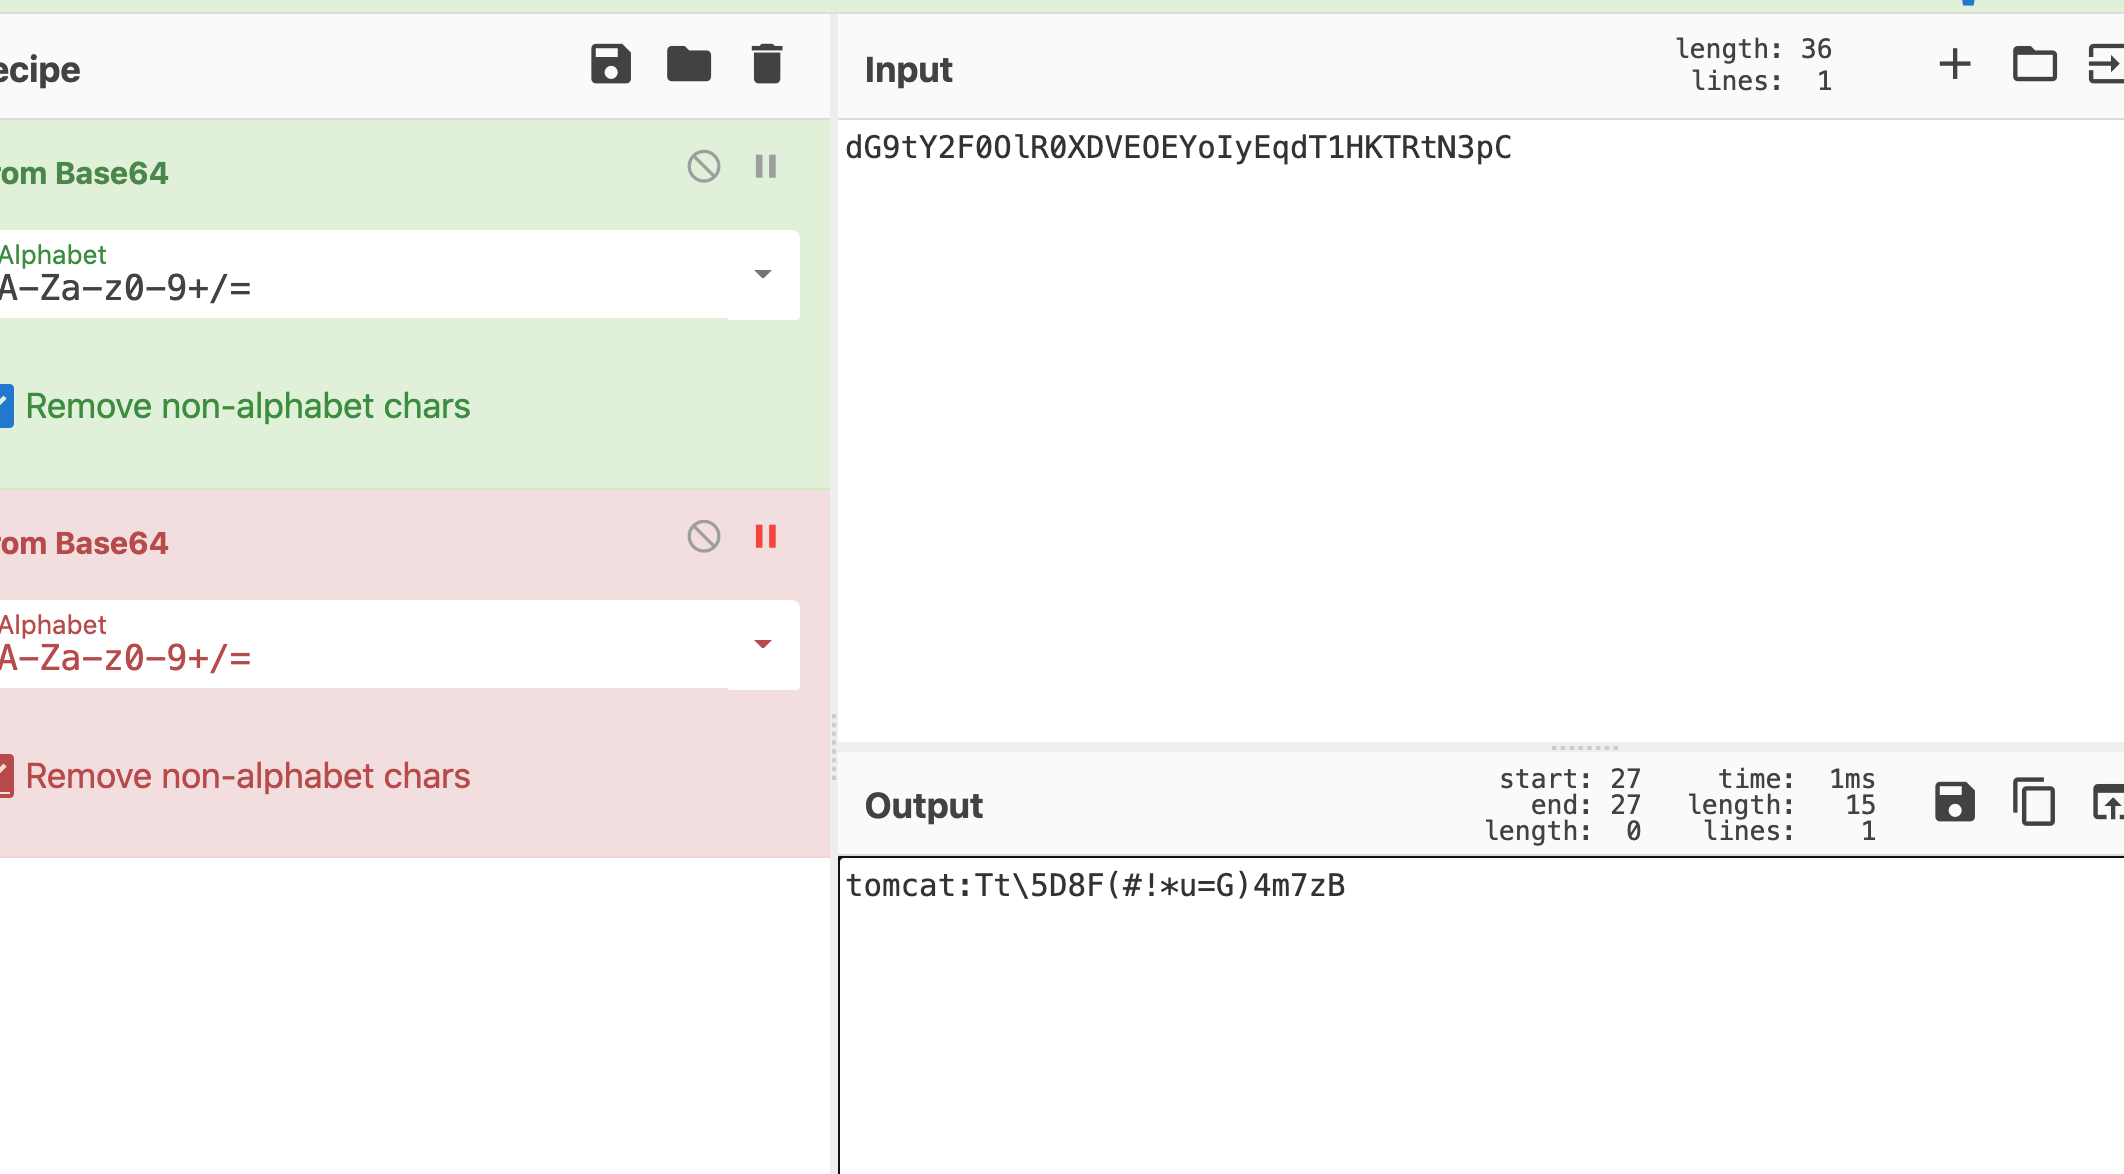 ecipe
om Base64
Alphabet
A-Za-z0-9+/=
Remove non-alphabet chars
om Base64
Alphabet
A-Za-z0-9+/=
Remove non-alphabet chars
Input
length: 36
lines: 1
dG9tY2F0OlR0XDVEOEYoIyEqdT1HKTRtN3pC
Output
start: 27
end: 27
length: 0
time: 1ms
length: 15
lines: 1
tomcat:Tt\5D8F(#!*u=G)4m7zB